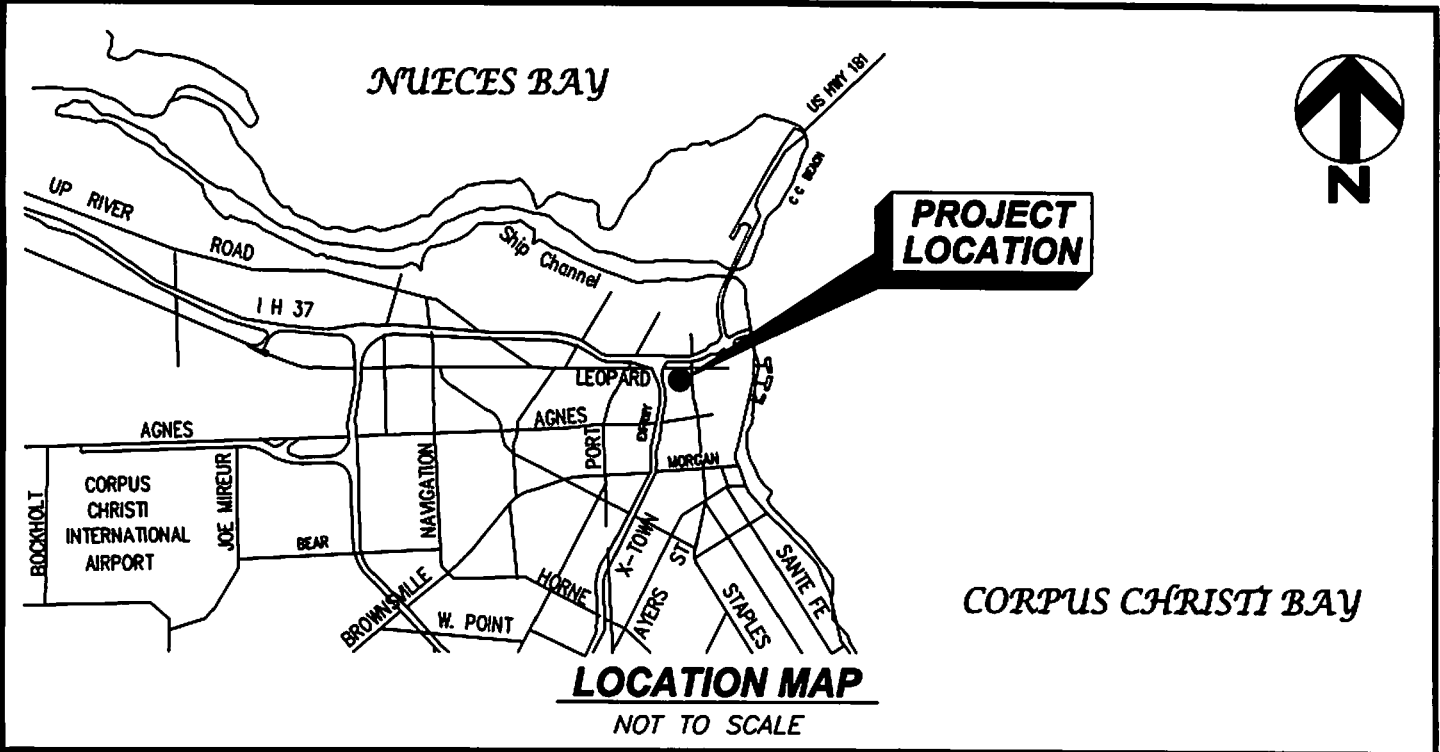 NUECES BAY
US HWY 181
C C BEACH
N
UP RIVER ROAD
Ship Channel
PROJECT
LOCATION
I H 37
LEOPARD
AGNES
AGNES
PORT
MORGAN
BOCKHOLT
CORPUS
CHRISTI
INTERNATIONAL
AIRPORT
JOE MIREUR
NAVIGATION
BEAR
BROWNSVILLE
W. POINT
HORNE
X-TOWN
AYERS
ST
STAPLES
SANTE FE
CORPUS CHRISTI BAY
LOCATION MAP
NOT TO SCALE